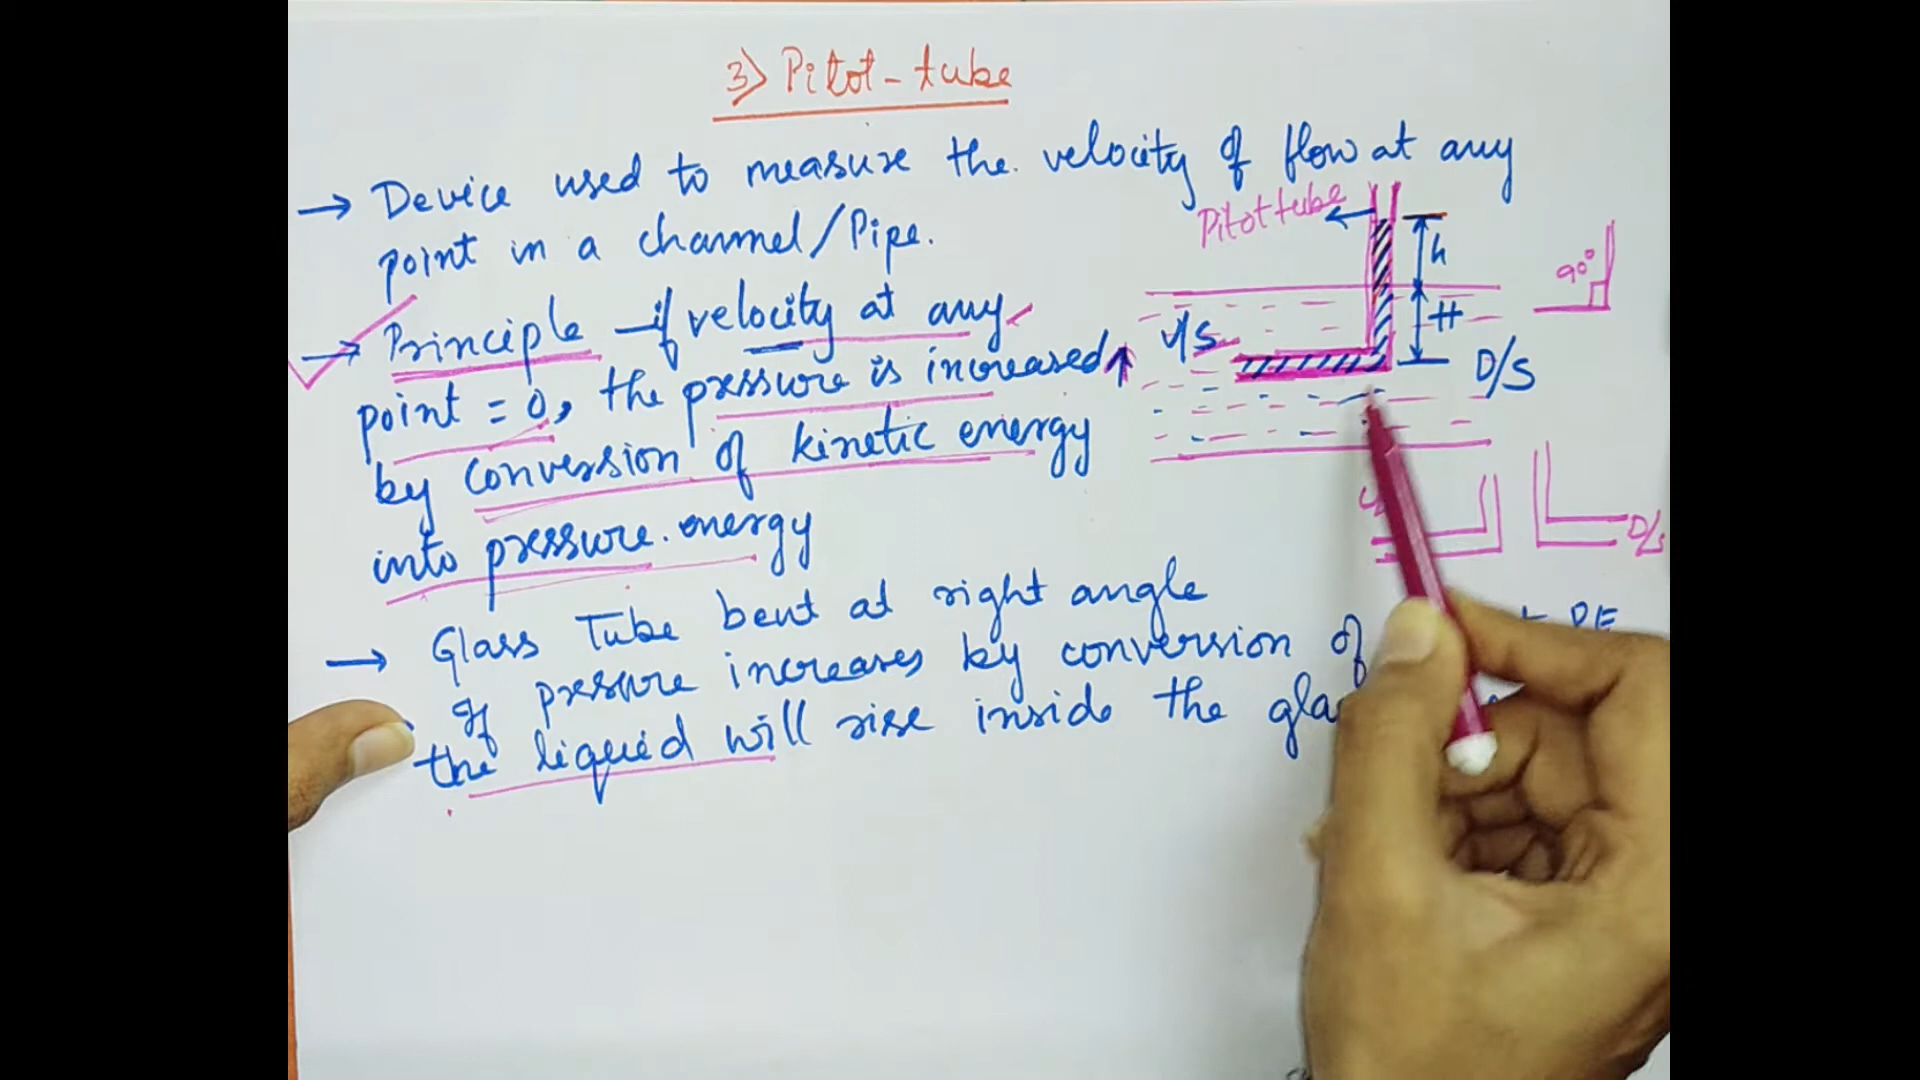 3) Pitot-tube
→ Device used to measure the velocity of flow at any
point in a channel/Pipe.
→ Principle - if velocity at any
point = 0, the pressure is increased ↑
by conversion of kinetic energy
into pressure energy
→ Glass Tube bent at right angle
If pressure increases by conversion of PE
the liquid will rise inside the
Pitot tube
h
H
U/S
D/S
90°
D/S